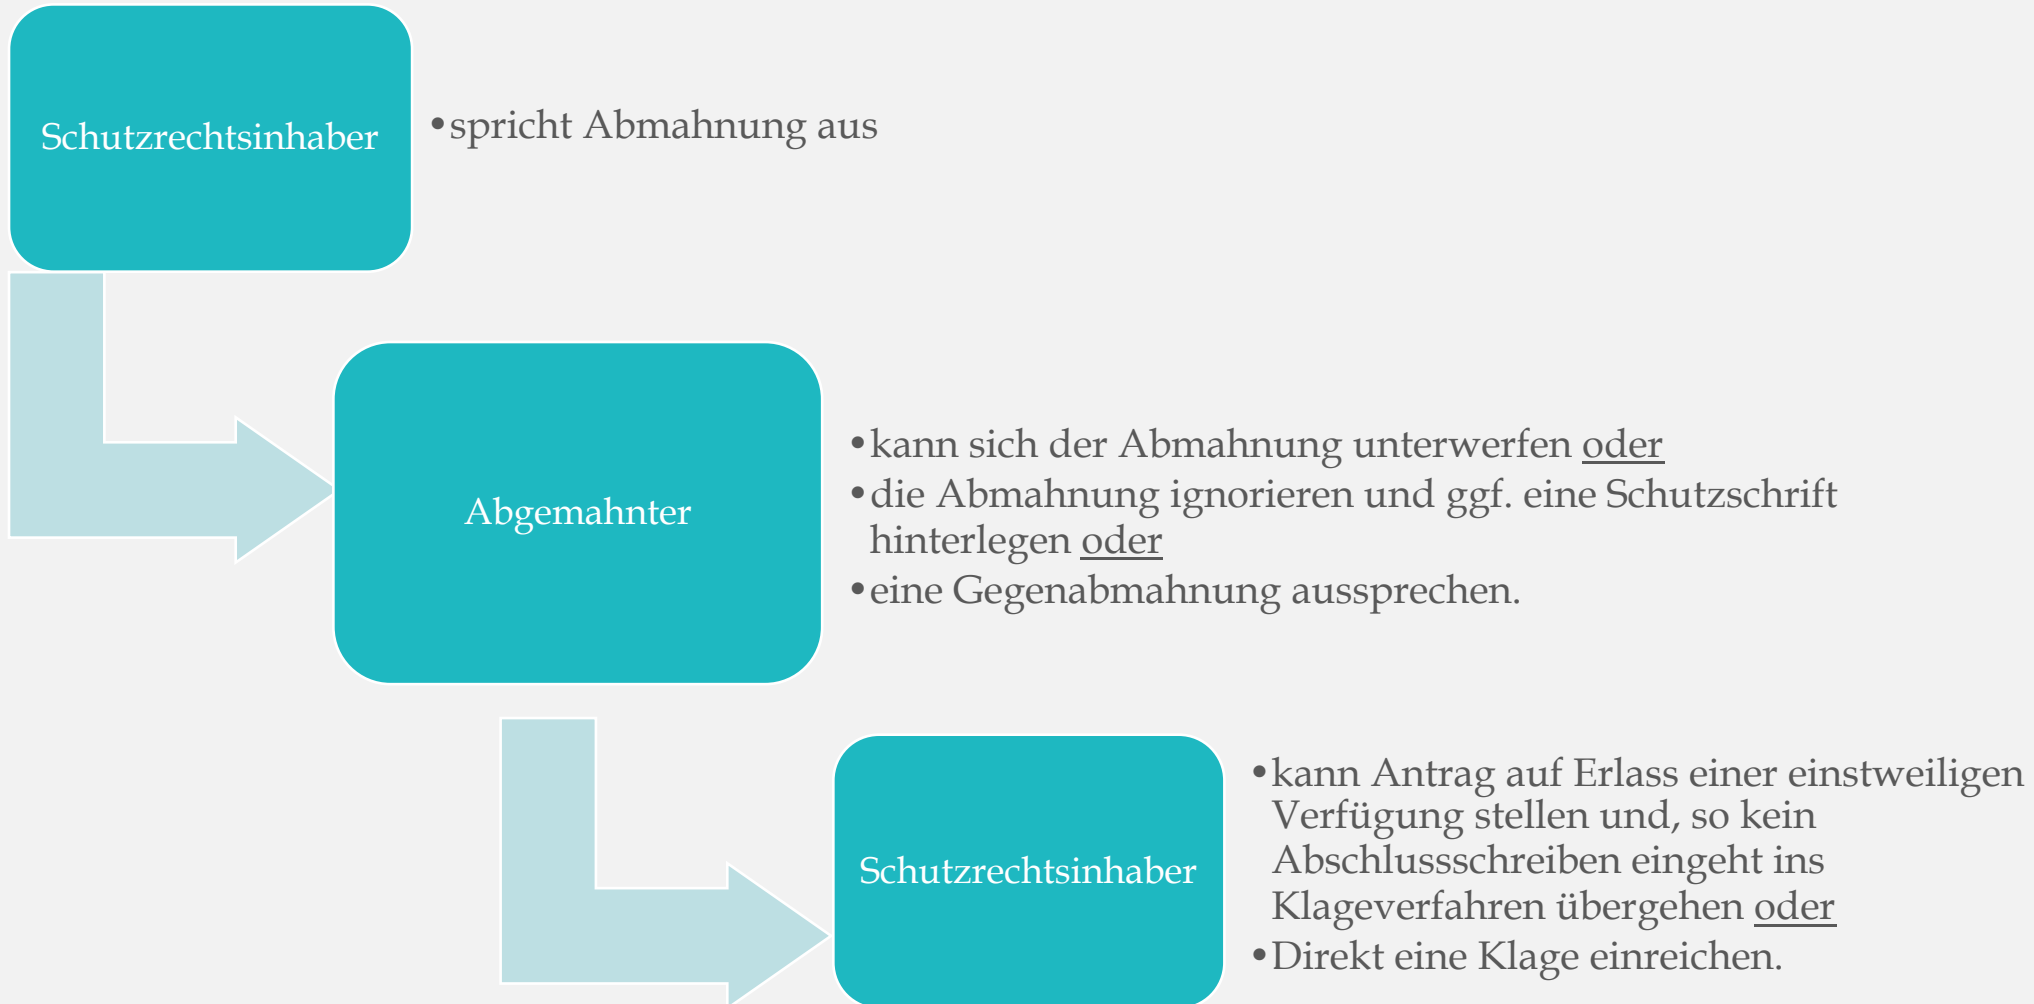 Schutzrechtsinhaber
•spricht Abmahnung aus
Abgemahnter
•kann sich der Abmahnung unterwerfen oder
•die Abmahnung ignorieren und ggf. eine Schutzschrift
hinterlegen oder
•eine Gegenabmahnung aussprechen.
Schutzrechtsinhaber
•kann Antrag auf Erlass einer einstweiligen
Verfügung stellen und, so kein
Abschlussschreiben eingeht ins
Klageverfahren übergehen oder
•Direkt eine Klage einreichen.